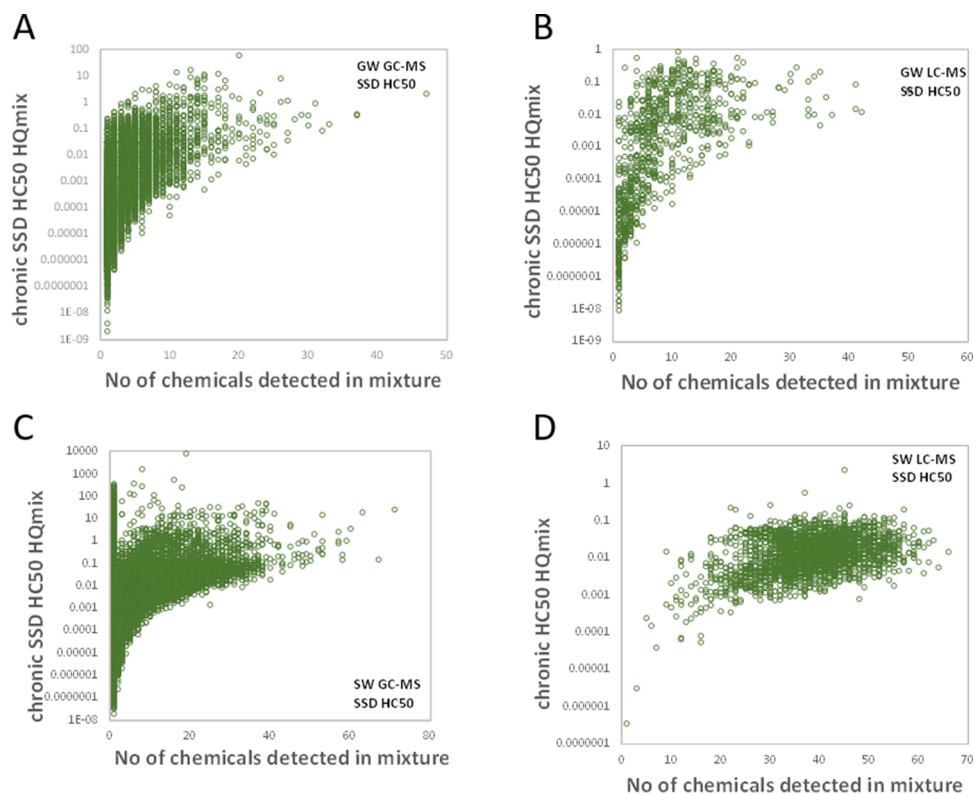 A
chronic SSD HC50 HQmix
100
10
1
0.1
0.01
0.001
0.0001
0.00001
0.000001
0.0000001
1E-08
1E-09
GW GC-MS
SSD HC50
0 10 20 30 40 50
No of chemicals detected in mixture
B
chronic SSD HC50 HQmix
1
0.1
0.01
0.001
0.0001
0.00001
0.000001
0.0000001
1E-08
1E-09
GW LC-MS
SSD HC50
0 10 20 30 40 50 60
No of chemicals detected in mixture
C
chronic SSD HC50 HQmix
10000
1000
100
10
1
0.1
0.01
0.001
0.0001
0.00001
0.000001
0.0000001
1E-08
SW GC-MS
SSD HC50
0 20 40 60 80
No of chemicals detected in mixture
D
chronic HC50 HQmix
10
1
0.1
0.01
0.001
0.0001
0.00001
0.000001
0.0000001
SW LC-MS
SSD HC50
0 10 20 30 40 50 60 70
No of chemicals detected in mixture